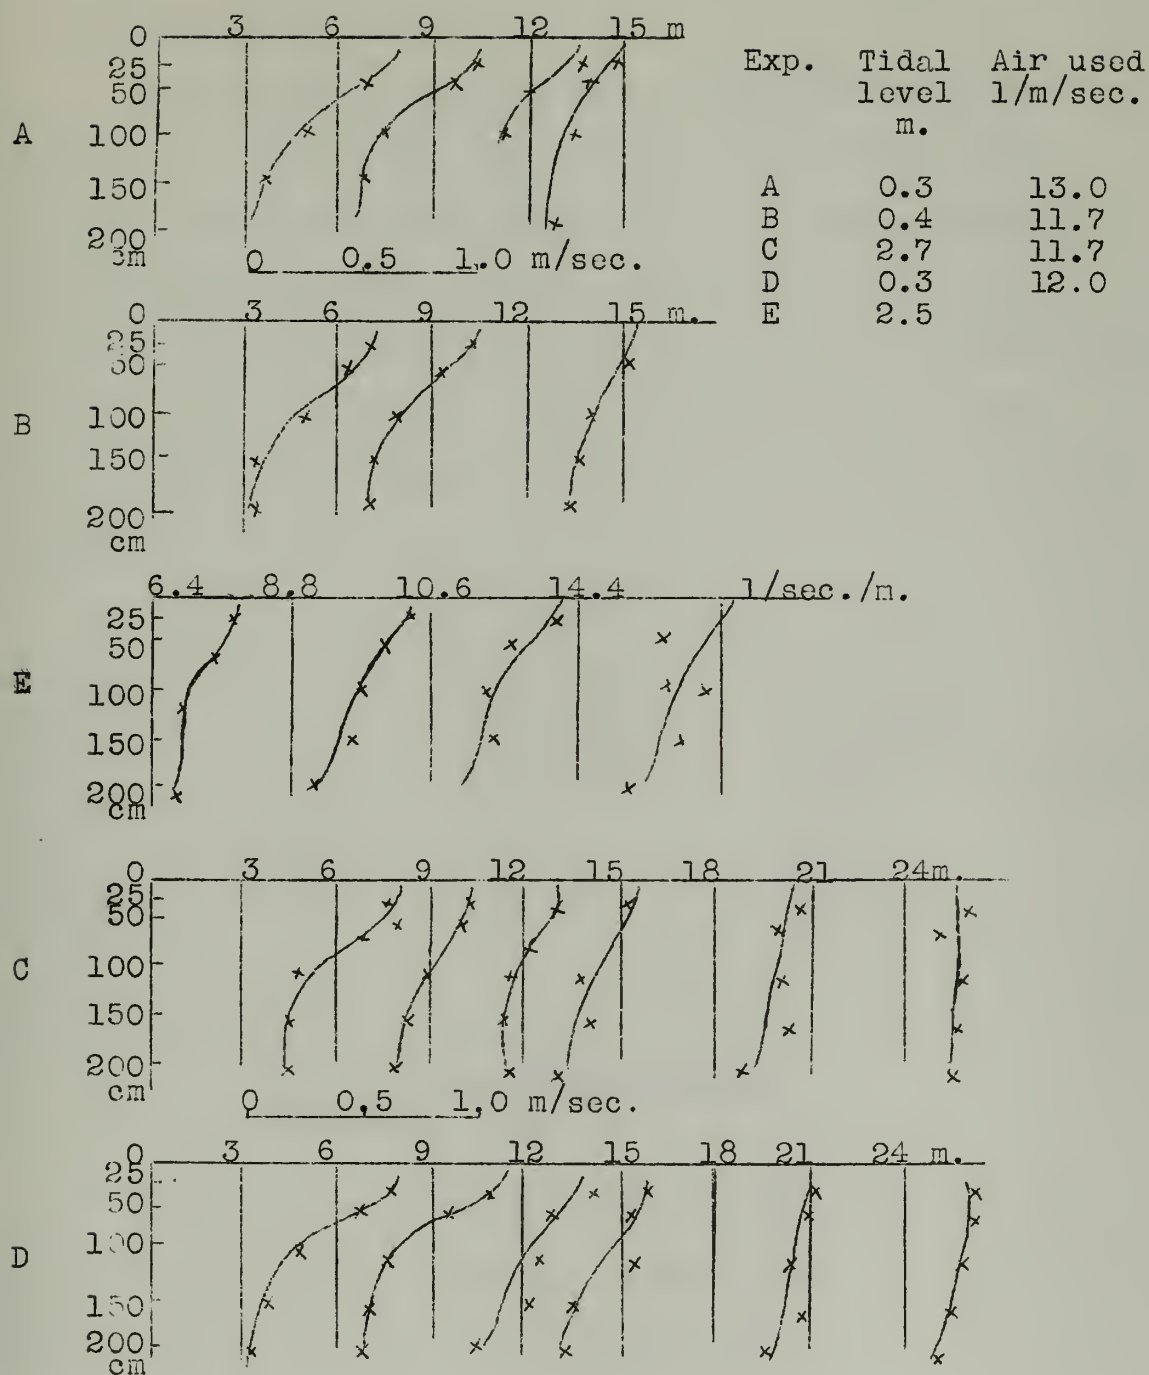 0 3 6 9 12 15 m
25
50
A
100
150
200
cm
0 0.5 1.0 m/sec.
Exp. Tidal Air used
level l/m/sec.
m.
A 0.3 13.0
B 0.4 11.7
C 2.7 11.7
D 0.3 12.0
E 2.5
0 3 6 9 12 15 m.
25
50
B
100
150
200
cm
6.4 8.8 10.6 14.4 l/sec./m.
25
50
E
100
150
200
cm
0 3 6 9 12 15 18 21 24m.
25
50
C
100
150
200
cm
0 0.5 1.0 m/sec.
0 3 6 9 12 15 18 21 24 m.
25
50
100
D
150
200
cm